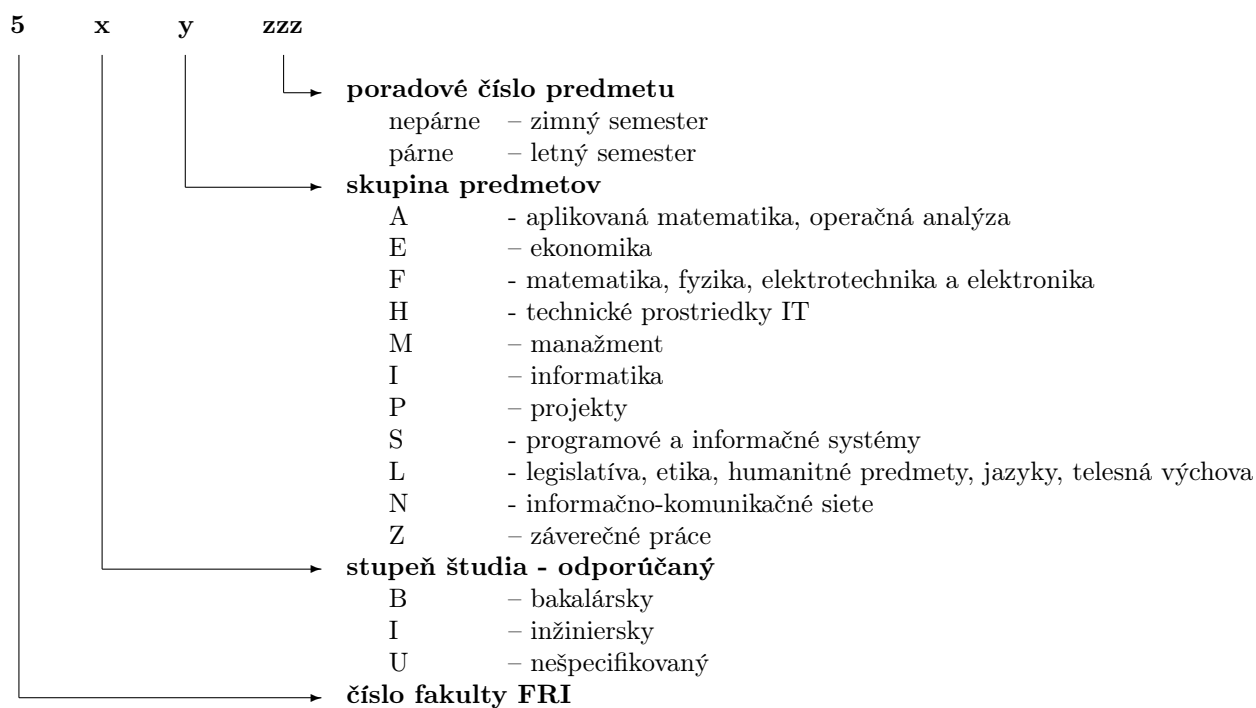 5 x y zzz
poradové číslo predmetu
nepárne – zimný semester
párne – letný semester
skupina predmetov
A - aplikovaná matematika, operačná analýza
E – ekonomika
F - matematika, fyzika, elektrotechnika a elektronika
H - technické prostriedky IT
M – manažment
I – informatika
P – projekty
S - programové a informačné systémy
L - legislatíva, etika, humanitné predmety, jazyky, telesná výchova
N - informačno-komunikačné siete
Z – záverečné práce
stupeň štúdia - odporúčaný
B – bakalársky
I – inžiniersky
U – nešpecifikovaný
číslo fakulty FRI